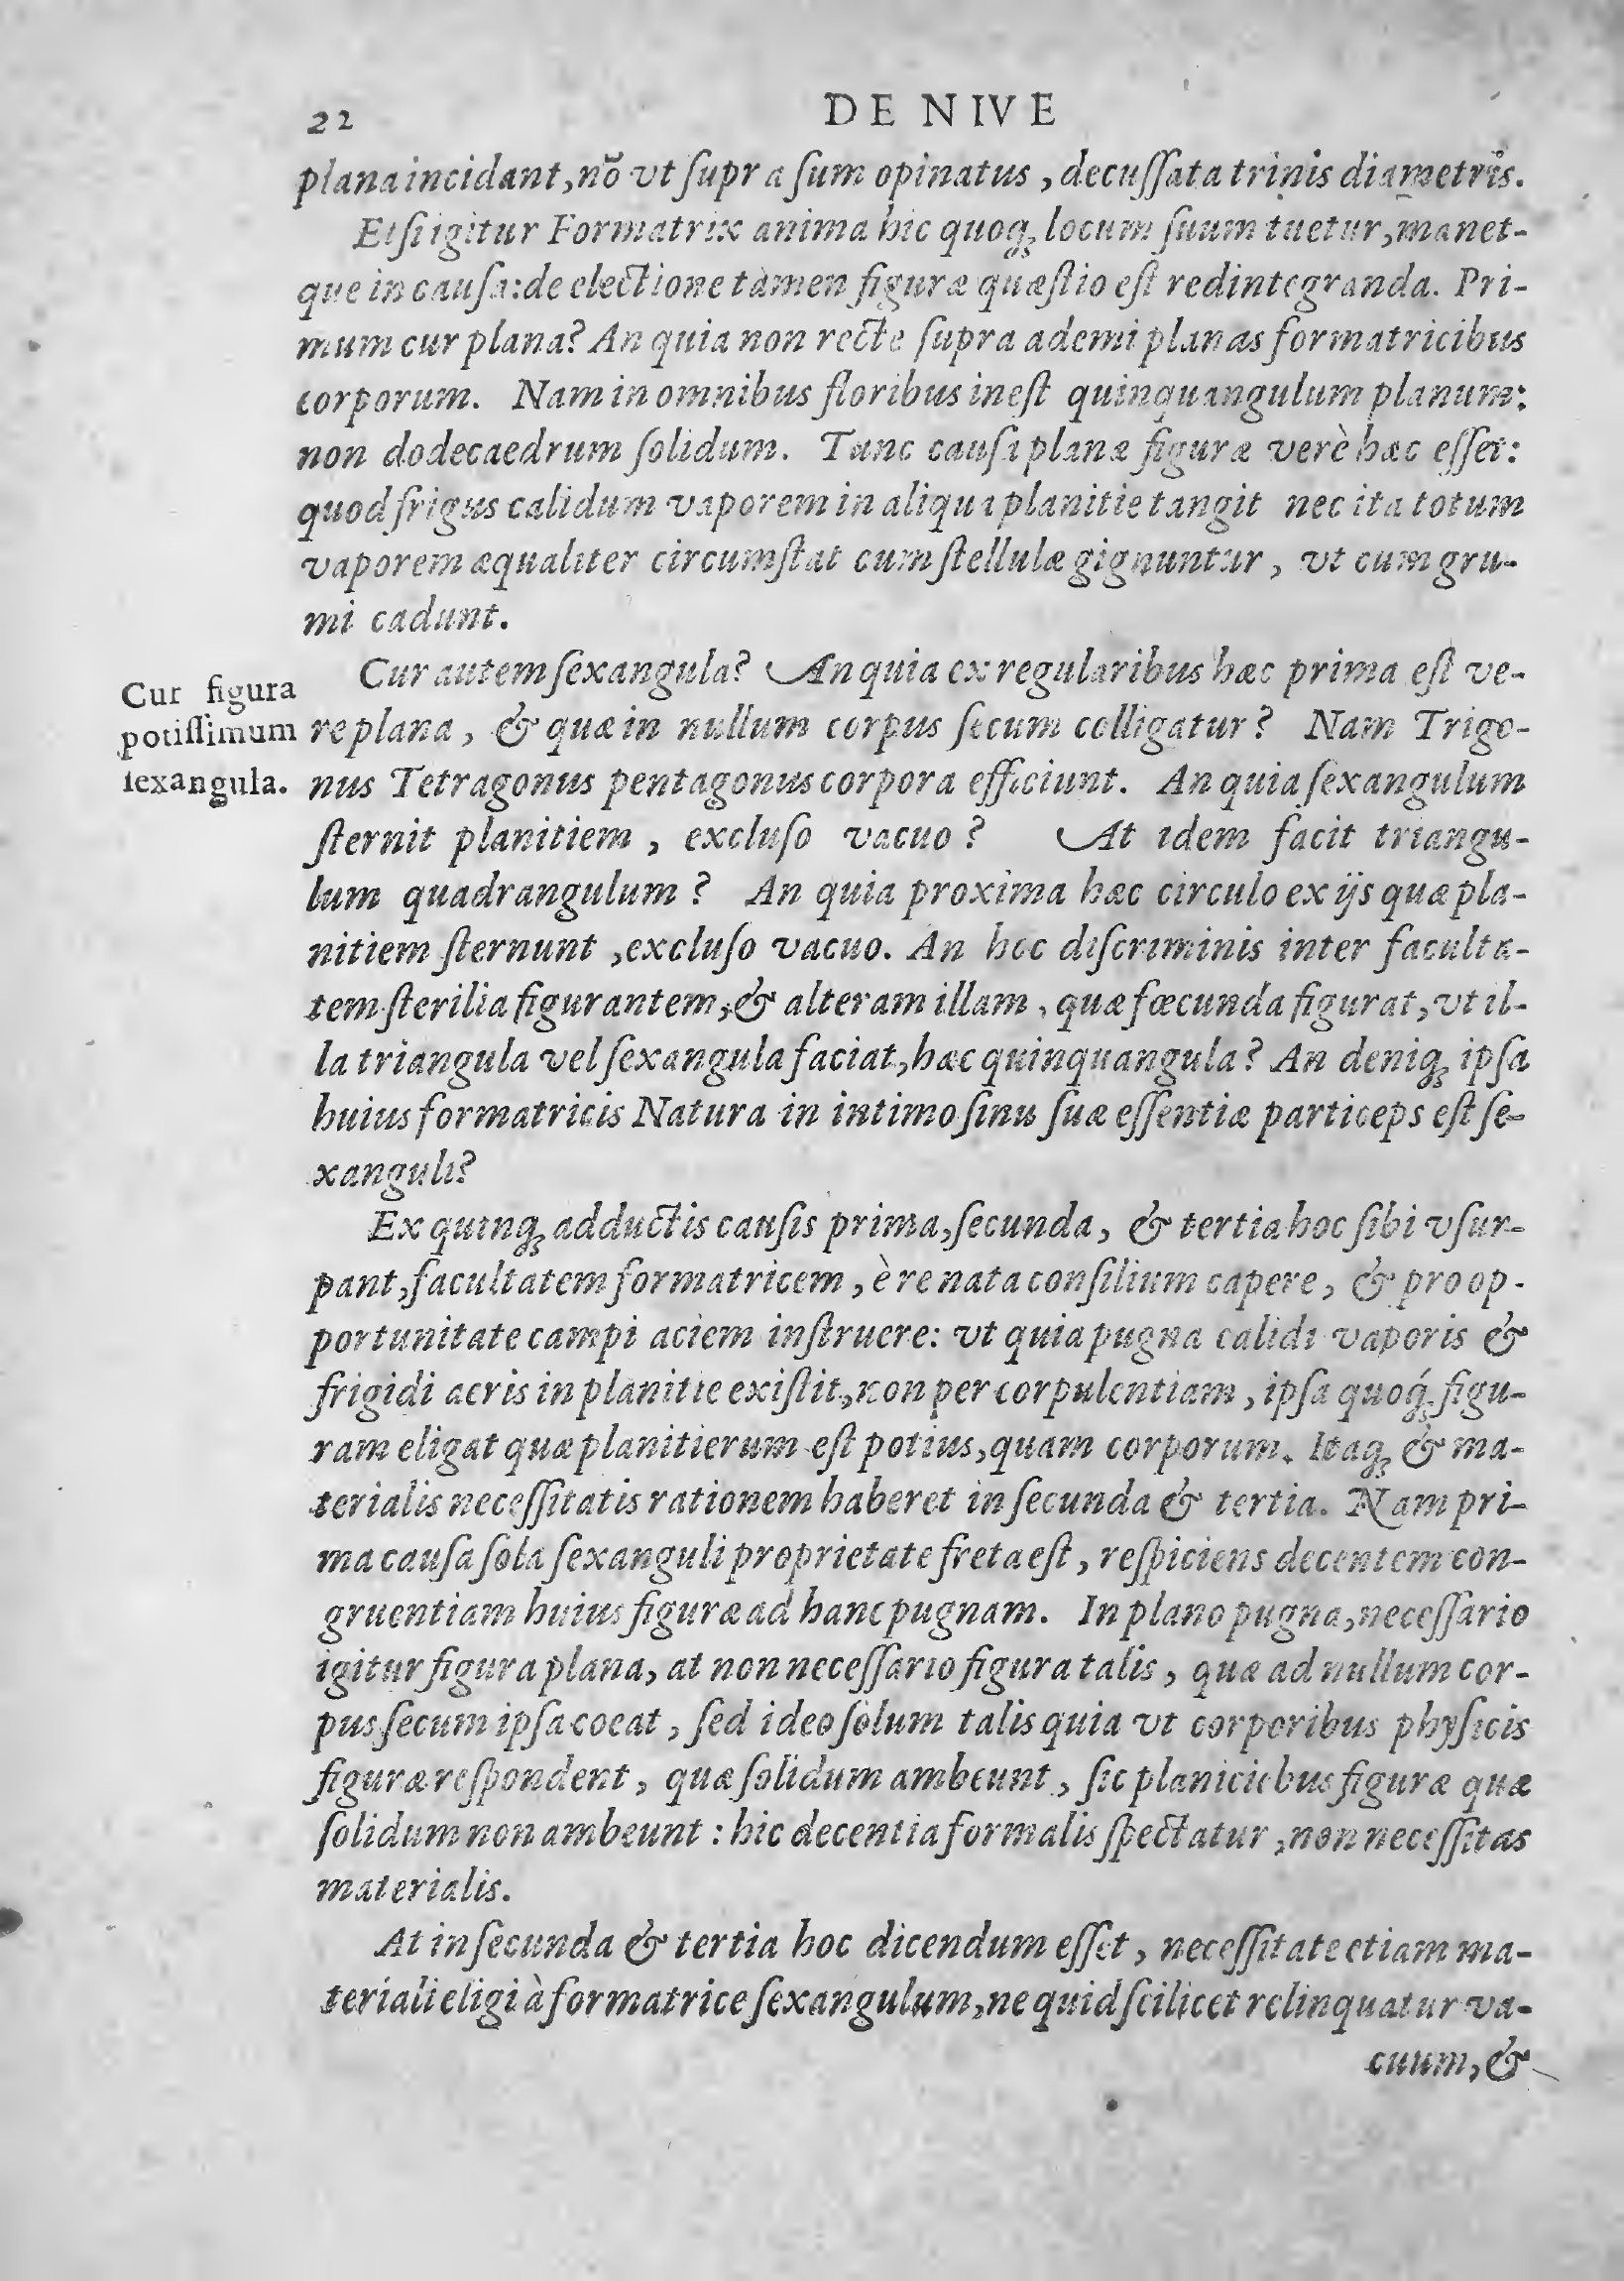 22 DE NIVE
plana incidant, nõ vt ſupra ſum opinatus, decuſſata trinis diametris.
Etſi igitur Formatrix anima hic quoqꝫ locum ſuum tuetur, manet-
que in cauſa: de electione tamen figuræ quæſtio eſt redintegranda. Pri-
mum cur plana? An quia non recte ſupra ademi planas formatricibus
corporum. Nam in omnibus floribus ineſt quinquangulum planum:
non dodecaedrum ſolidum. Tunc cauſa planæ figuræ verè hæc eſſet:
quod frigus calidum vaporem in aliqua planitie tangit nec ita totum
vaporem æqualiter circumſtat cum ſtellulæ gignuntur, vt cum gru-
mi cadunt.
Cur figura
potiſſimum
ſexangula.
Cur autem ſexangula? An quia ex regularibus hæc prima eſt ve-
re plana, & quæ in nullum corpus ſecum colligatur? Nam Trigo-
nus Tetragonus pentagonus corpora efficiunt. An quia ſexangulum
ſternit planitiem, excluſo vacuo? At idem facit triangu-
lum quadrangulum? An quia proxima hæc circulo ex ijs quæ pla-
nitiem ſternunt, excluſo vacuo. An hoc diſcriminis inter faculta-
tem ſterilia figurantem, & alteram illam, quæ fœcunda figurat, vt il-
la triangula vel ſexangula faciat, hæc quinquangula? An deniqꝫ ipſa
huius formatricis Natura in intimo ſinu ſuæ eſſentiæ particeps eſt ſe-
xanguli?
Ex quinqꝫ adductis cauſis prima, ſecunda, & tertia hoc ſibi vſur-
pant, facultatem formatricem, è re nata conſilium capere, & pro op-
portunitate campi aciem inſtruere: vt quia pugna calidi vaporis &
frigidi aeris in planitie exiſtit, non per corpulentiam, ipſa quoqꝫ figu-
ram eligat quæ planitierum eſt potius, quam corporum. Itaqꝫ & ma-
terialis neceſſitatis rationem haberet in ſecunda & tertia. Nam pri-
ma cauſa ſola ſexanguli proprietate freta eſt, reſpiciens decentem con-
gruentiam huius figuræ ad hanc pugnam. In plano pugna, neceſſario
igitur figura plana, at non neceſſario figura talis, quæ ad nullum cor-
pus ſecum ipſa coeat, ſed ideo ſolum talis quia vt corporibus phyſicis
figuræ reſpondent, quæ ſolidum ambeunt, ſic planiciebus figuræ quæ
ſolidum non ambeunt: hic decentia formalis ſpectatur, non neceſſitas
materialis.
At in ſecunda & tertia hoc dicendum eſſet, neceſſitate etiam ma-
teriali eligi à formatrice ſexangulum, ne quid ſcilicet relinquatur va-
cuum, &